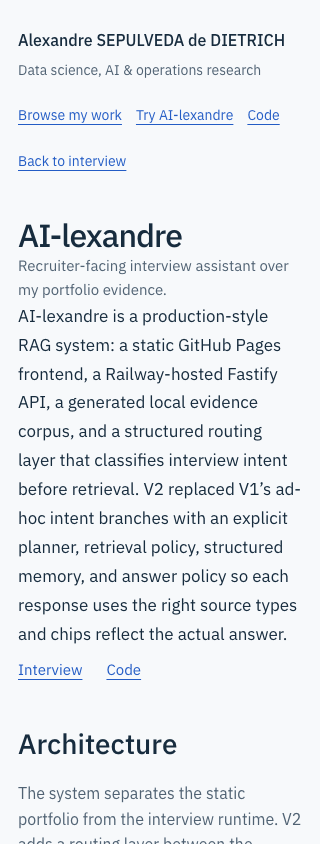 Alexandre SEPULVEDA de DIETRICH
Data science, AI & operations research
Browse my work Try AI-lexandre Code
Back to interview
AI-lexandre
Recruiter-facing interview assistant over
my portfolio evidence.
AI-lexandre is a production-style
RAG system: a static GitHub Pages
frontend, a Railway-hosted Fastify
API, a generated local evidence
corpus, and a structured routing
layer that classifies interview intent
before retrieval. V2 replaced V1’s ad-
hoc intent branches with an explicit
planner, retrieval policy, structured
memory, and answer policy so each
response uses the right source types
and chips reflect the actual answer.
Interview Code
Architecture
The system separates the static
portfolio from the interview runtime. V2
adds a routing layer between the